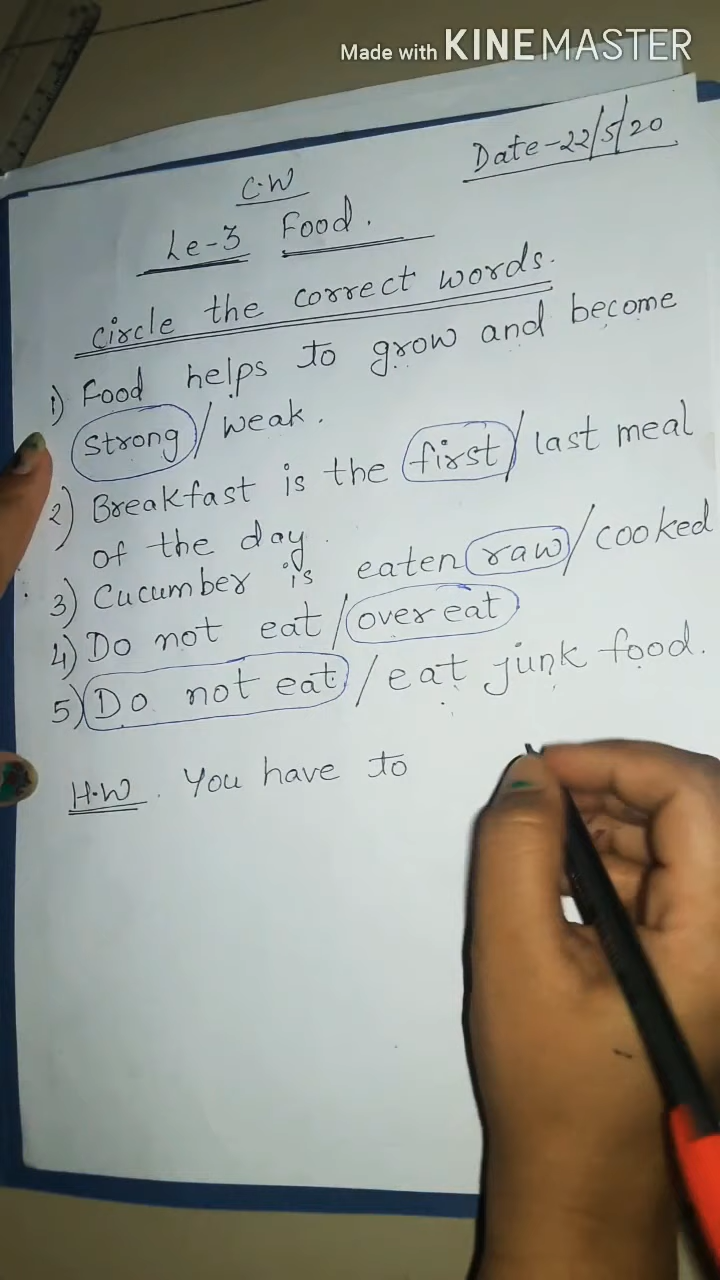 Made with KINEMASTER
Date-22/5/20
C.W
Le-3 Food.
Circle the correct words.
1) Food helps to grow and become
Strong/weak.
2) Breakfast is the first/last meal
of the day.
3) Cucumber is eaten raw/cooked
4) Do not eat/over eat
5) Do not eat/eat junk food.
H.W. You have to